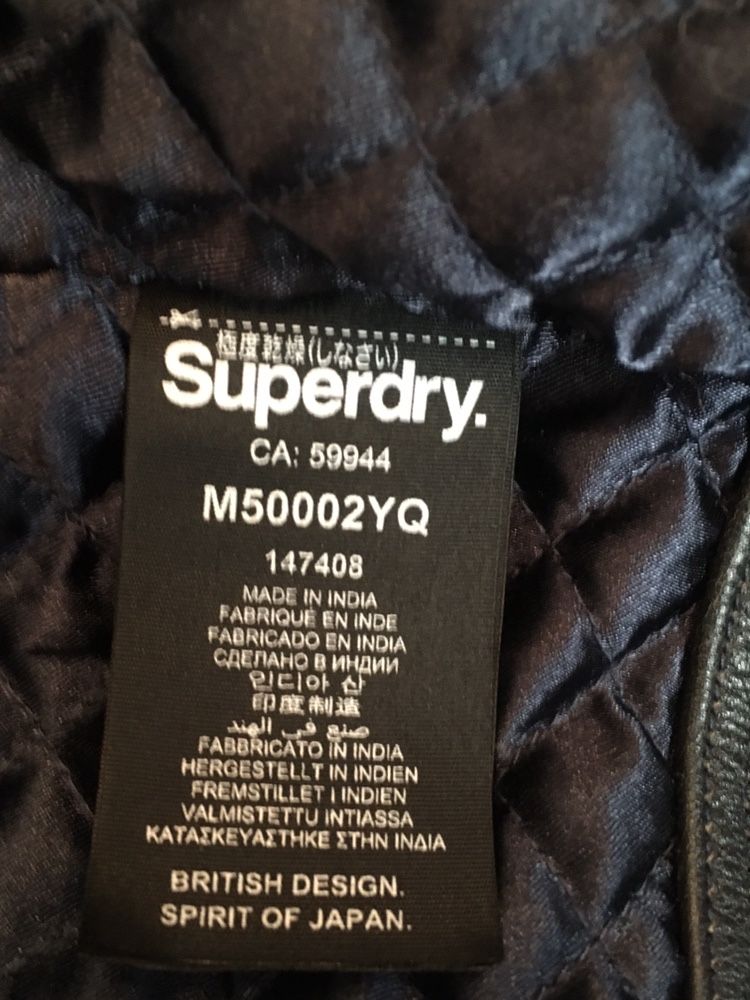 極度乾燥(しなさい)
Superdry.
CA: 59944
M50002YQ
147408
MADE IN INDIA
FABRIQUÉ EN INDE
FABRICADO EN INDIA
СДЕЛАНО В ИНДИИ
인디아 산
印度制造
صنع في الهند
FABBRICATO IN INDIA
HERGESTELLT IN INDIEN
FREMSTILLET I INDIEN
VALMISTETTU INTIASSA
ΚΑΤΑΣΚΕΥΑΣΤΗΚΕ ΣΤΗΝ ΙΝΔΙΑ
BRITISH DESIGN.
SPIRIT OF JAPAN.